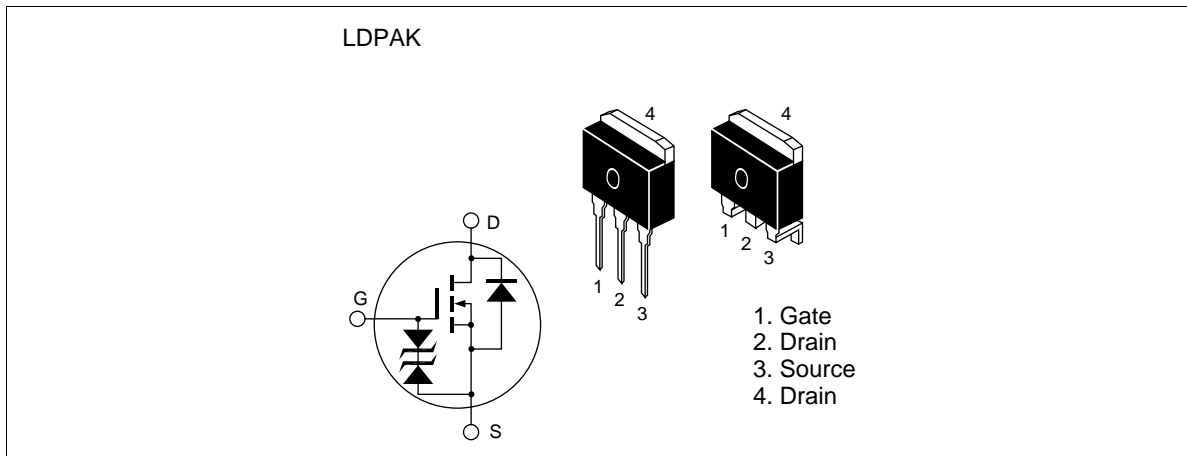 LDPAK
4
4
1
2
3
1
2
3
D
G
S
1. Gate
2. Drain
3. Source
4. Drain